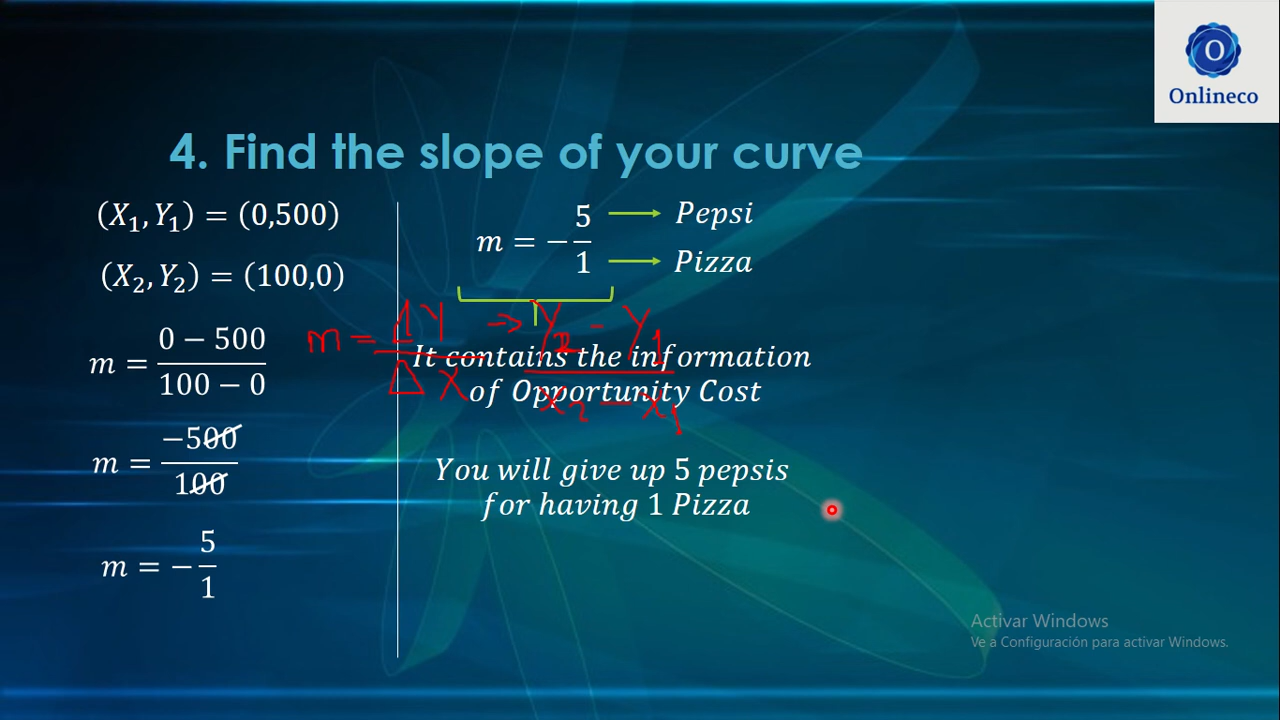 O
Onlineco
4. Find the slope of your curve
(X₁, Y₁) = (0,500)
(X₂, Y₂) = (100,0)
m = (0 − 500)/(100 − 0)
m = −500/100
m = −5/1
m = −5/1
Pepsi
Pizza
It contains the information
of Opportunity Cost
m = ΔY/ΔX → (Y₂ − Y₁)/(X₂ − X₁)
You will give up 5 pepsis
for having 1 Pizza
Activar Windows
Ve a Configuración para activar Windows.